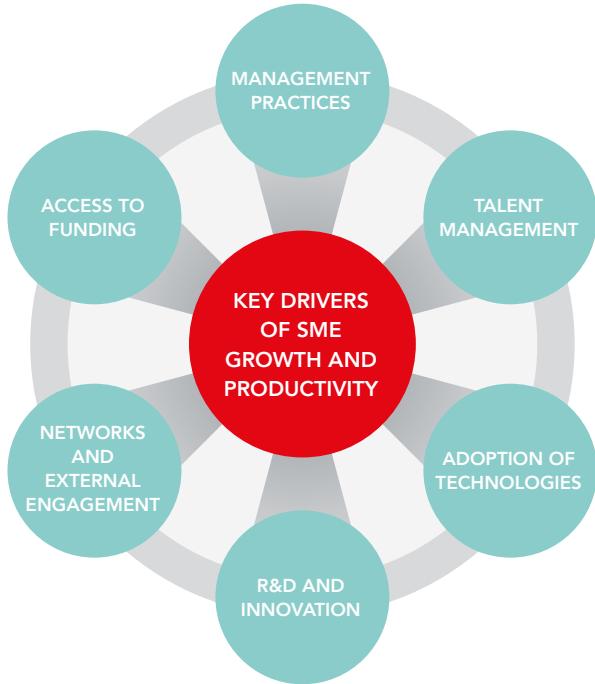 MANAGEMENT
PRACTICES
TALENT
MANAGEMENT
ADOPTION OF
TECHNOLOGIES
R&D AND
INNOVATION
NETWORKS
AND
EXTERNAL
ENGAGEMENT
ACCESS TO
FUNDING
KEY DRIVERS
OF SME
GROWTH AND
PRODUCTIVITY